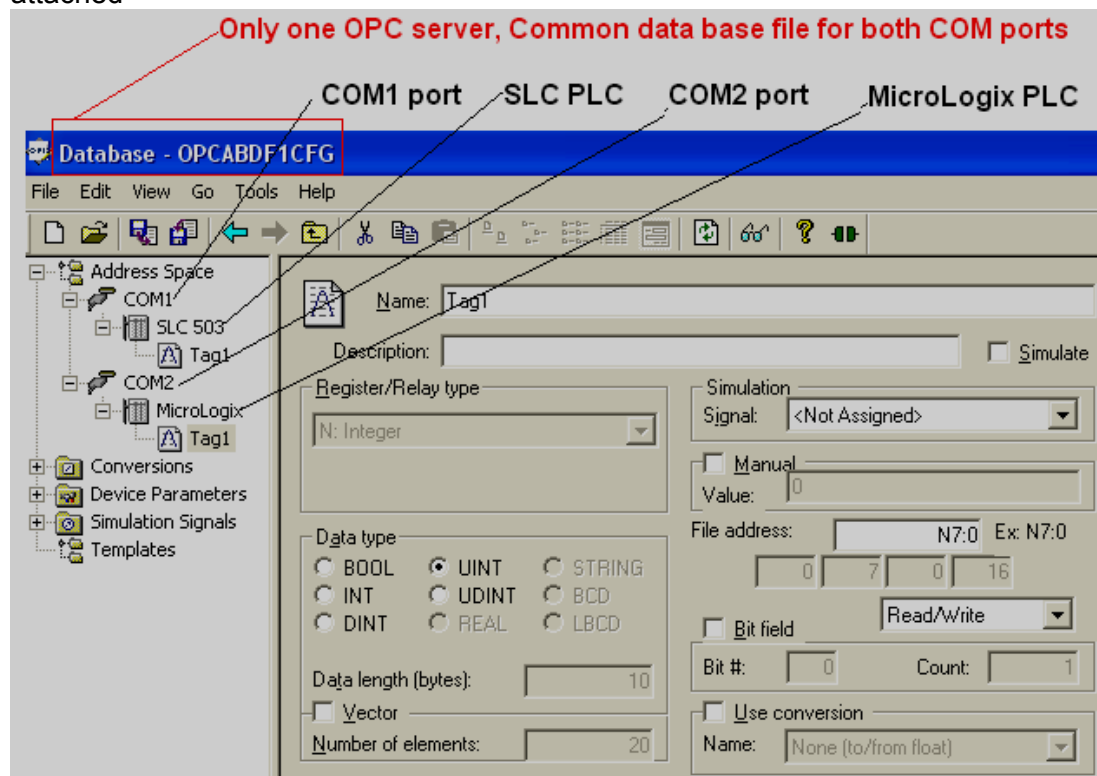 attached
Only one OPC server, Common data base file for both COM ports
COM1 port SLC PLC COM2 port MicroLogix PLC
Database - OPCABDF1CFG
File Edit View Go Tools Help
Address Space
COM1
SLC 503
Tag1
COM2
MicroLogix
Tag1
Conversions
Device Parameters
Simulation Signals
Templates
Name: Tag1
Description: Simulate
Register/Relay type
N: Integer
Simulation
Signal: <Not Assigned>
Manual
Value: 0
Data type
BOOL UINT STRING
INT UDINT BCD
DINT REAL LBCD
Data length (bytes): 10
Vector
Number of elements: 20
File address: N7:0 Ex: N7:0
0 7 0 16
Read/Write
Bit field
Bit #: 0 Count: 1
Use conversion
Name: None (to/from float)